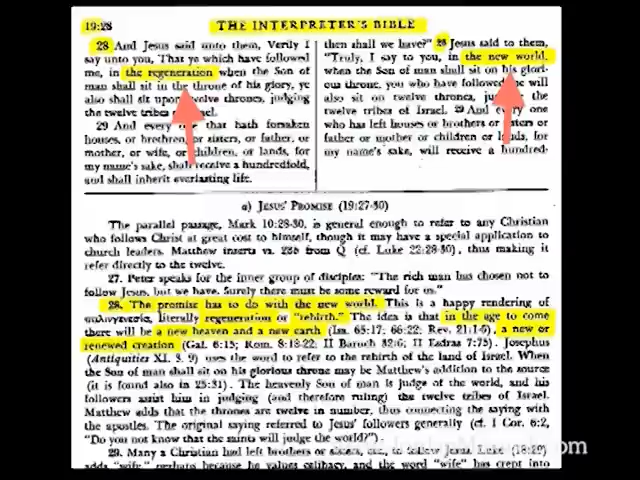 19:28
THE INTERPRETER'S BIBLE
28 And Jesus said unto them, Verily I
say unto you, That ye which have followed
me, in the regeneration when the Son of
man shall sit in the throne of his glory, ye
also shall sit upon twelve thrones, judging
the twelve tribes of Israel.
29 And every one that hath forsaken
houses, or brethren, or sisters, or father, or
mother, or wife, or children, or lands, for
my name's sake, shall receive a hundredfold,
and shall inherit everlasting life.
then shall we have?" 28 Jesus said to them,
"Truly, I say to you, in the new world,
when the Son of man shall sit on his glori-
ous throne, you who have followed me will
also sit on twelve thrones, judging the
twelve tribes of Israel. 29 And every one
who has left houses or brothers or sisters or
father or mother or children or lands, for
my name's sake, will receive a hundred-
a) JESUS' PROMISE (19:27-30)
The parallel passage, Mark 10:28-30, is general enough to refer to any Christian
who follows Christ at great cost to himself, though it may have a special application to
church leaders. Matthew inserts vs. 28b from Q (cf. Luke 22:28-30), thus making it
refer directly to the twelve.
27. Peter speaks for the inner group of disciples: "The rich man has chosen not to
follow Jesus, but we have. Surely there must be some reward for us."
28. The promise has to do with the new world. This is a happy rendering of
παλιγγενεσία, literally regeneration or "rebirth." The idea is that in the age to come
there will be a new heaven and a new earth (Isa. 65:17; 66:22; Rev. 21:1-6), a new or
renewed creation (Gal. 6:15; Rom. 8:18-22; II Baruch 32:6; II Esdras 7:75). Josephus
(Antiquities XI. 3. 9) uses the word to refer to the rebirth of the land of Israel. When
the Son of man shall sit on his glorious throne may be Matthew's addition to the source
(it is found also in 25:31). The heavenly Son of man is judge of the world, and his
followers assist him in judging (and therefore ruling) the twelve tribes of Israel.
Matthew adds that the thrones are twelve in number, thus connecting the saying with
the apostles. The original saying referred to Jesus' followers generally (cf. I Cor. 6:2,
"Do you not know that the saints will judge the world?").
29. Many a Christian had left brothers or sisters, etc., to follow Jesus. Luke (18:29)
adds "wife," perhaps because he values celibacy, and the word "wife" has crept into